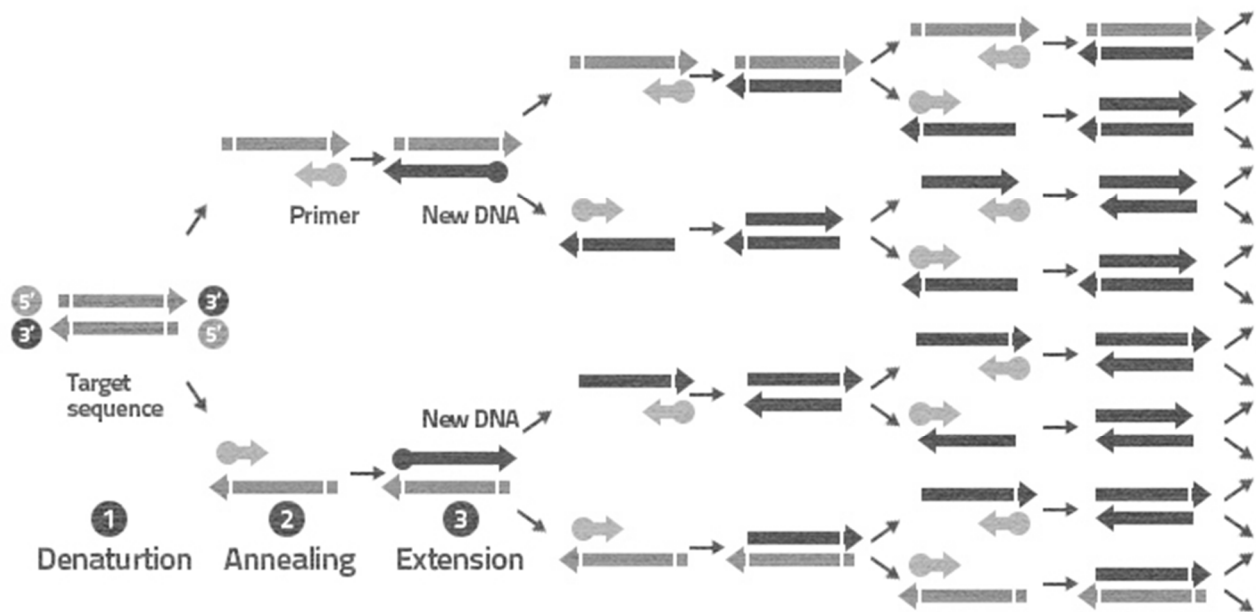 Primer
New DNA
5' 3'
3' 5'
Target
sequence
New DNA
1 2 3
Denaturtion Annealing Extension